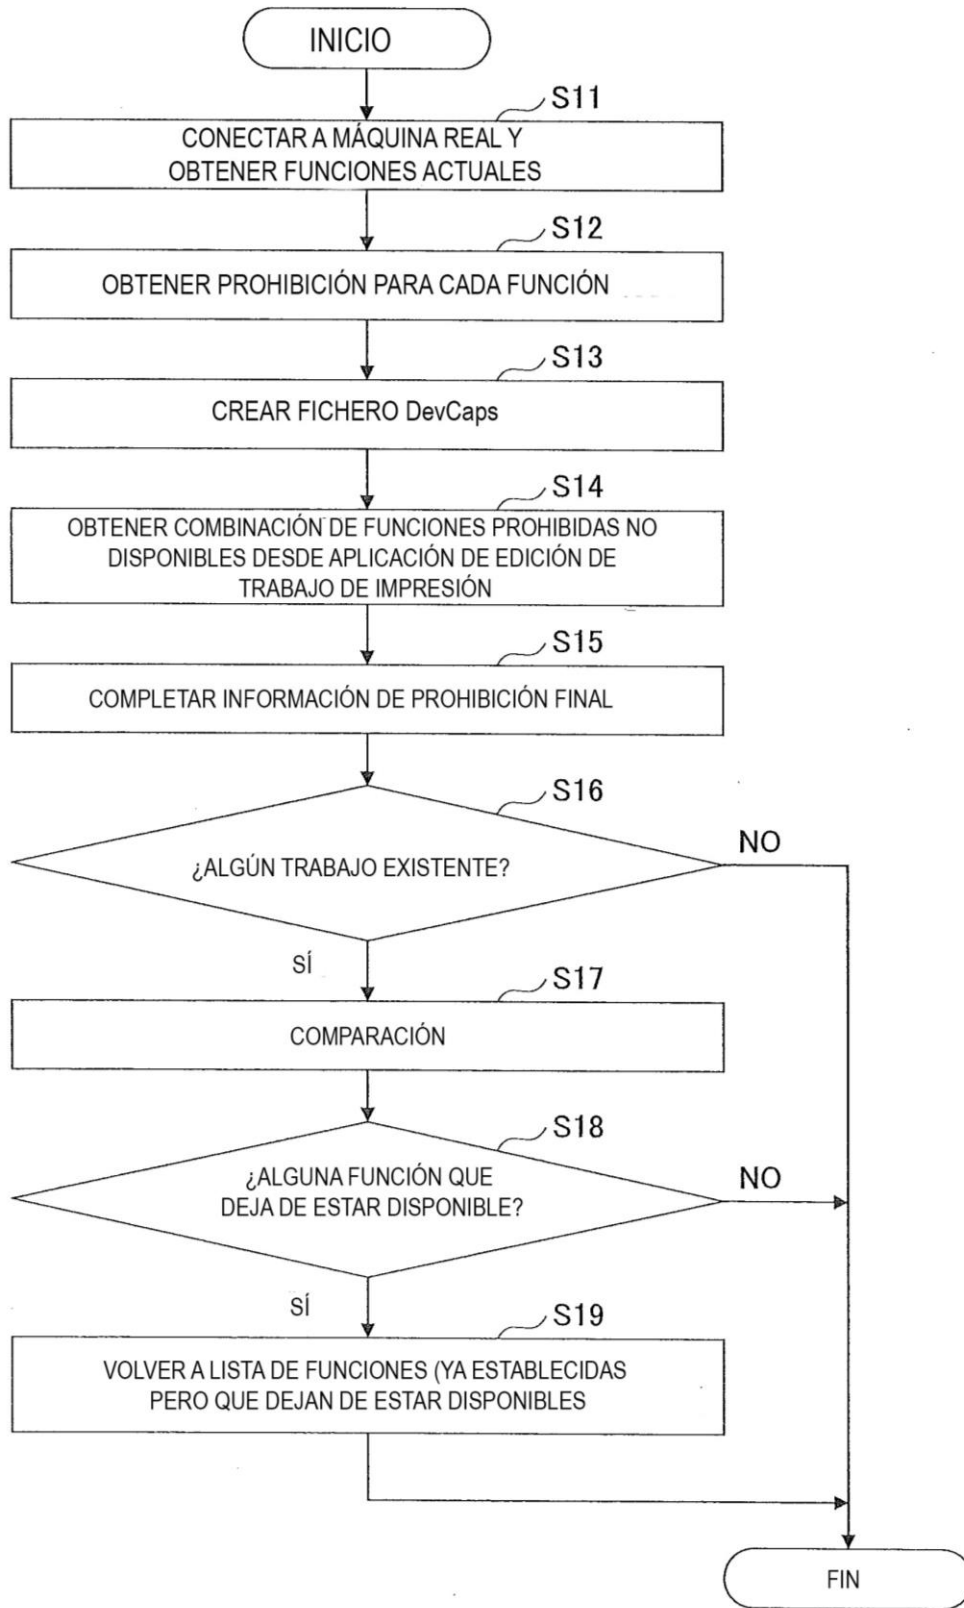 INICIO
S11
CONECTAR A MÁQUINA REAL Y
OBTENER FUNCIONES ACTUALES
S12
OBTENER PROHIBICIÓN PARA CADA FUNCIÓN
S13
CREAR FICHERO DevCaps
S14
OBTENER COMBINACIÓN DE FUNCIONES PROHIBIDAS NO
DISPONIBLES DESDE APLICACIÓN DE EDICIÓN DE
TRABAJO DE IMPRESIÓN
S15
COMPLETAR INFORMACIÓN DE PROHIBICIÓN FINAL
S16
¿ALGÚN TRABAJO EXISTENTE?
NO
SÍ
S17
COMPARACIÓN
S18
¿ALGUNA FUNCIÓN QUE
DEJA DE ESTAR DISPONIBLE?
NO
SÍ
S19
VOLVER A LISTA DE FUNCIONES (YA ESTABLECIDAS
PERO QUE DEJAN DE ESTAR DISPONIBLES
FIN